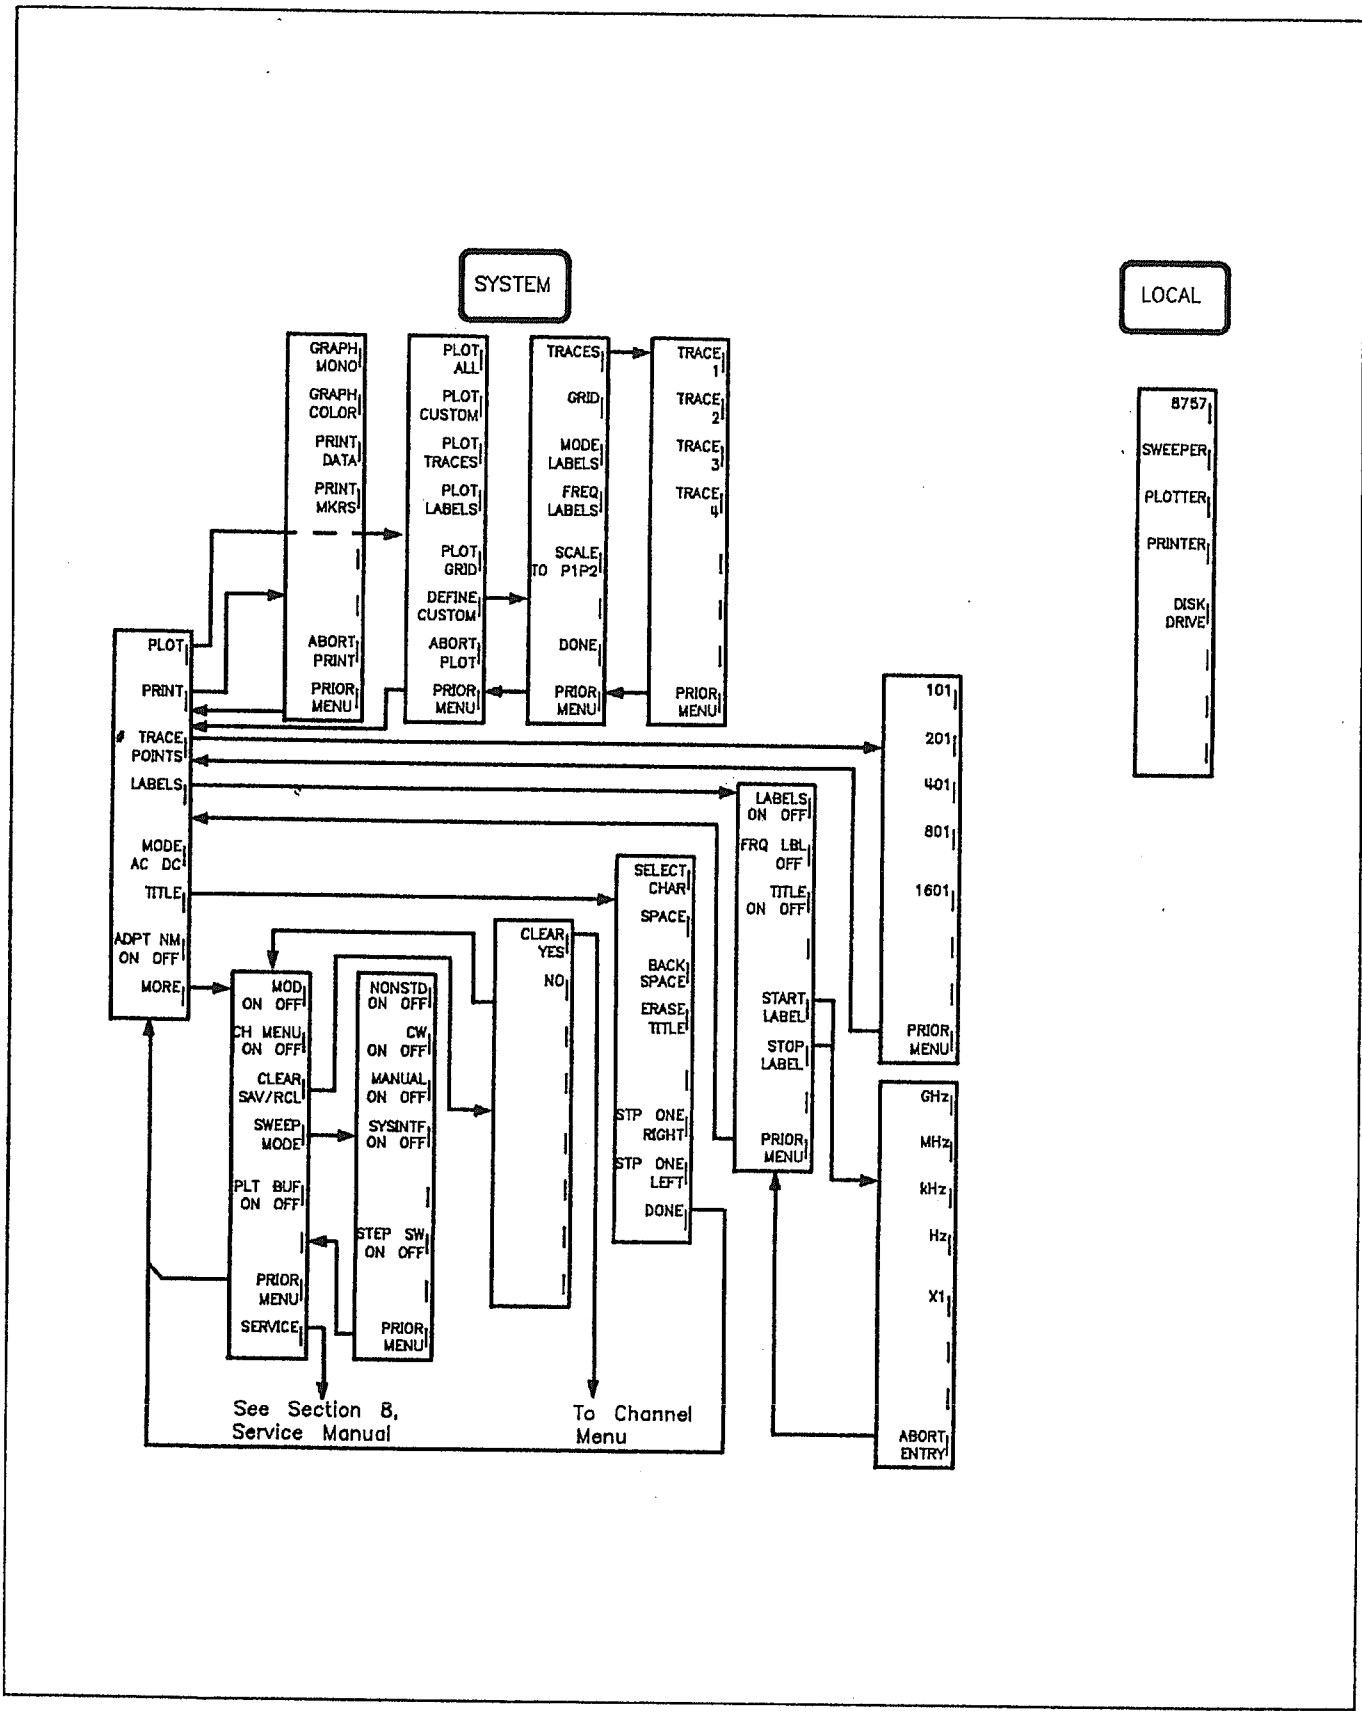 SYSTEM
LOCAL
GRAPH
MONO
GRAPH
COLOR
PRINT
DATA
PRINT
MKRS
ABORT
PRINT
PRIOR
MENU
PLOT
ALL
PLOT
CUSTOM
PLOT
TRACES
PLOT
LABELS
PLOT
GRID
DEFINE
CUSTOM
ABORT
PLOT
PRIOR
MENU
TRACES
GRID
MODE
LABELS
FREQ
LABELS
SCALE
TO P1P2
DONE
PRIOR
MENU
TRACE
1
TRACE
2
TRACE
3
TRACE
4
PRIOR
MENU
8757
SWEEPER
PLOTTER
PRINTER
DISK
DRIVE
PLOT
PRINT
# TRACE
POINTS
LABELS
MODE
AC DC
TITLE
ADPT NM
ON OFF
MORE
101
201
401
801
1601
PRIOR
MENU
LABELS
ON OFF
FRQ LBL
OFF
TITLE
ON OFF
START
LABEL
STOP
LABEL
PRIOR
MENU
SELECT
CHAR
SPACE
BACK
SPACE
ERASE
TITLE
STP ONE
RIGHT
STP ONE
LEFT
DONE
CLEAR
YES
NO
MOD
ON OFF
CH MENU
ON OFF
CLEAR
SAV/RCL
SWEEP
MODE
PLT BUF
ON OFF
PRIOR
MENU
SERVICE
NONSTD
ON OFF
CW
ON OFF
MANUAL
ON OFF
SYSINTF
ON OFF
STEP SW
ON OFF
PRIOR
MENU
GHz
MHz
kHz
Hz
X1
ABORT
ENTRY
See Section 8,
Service Manual
To Channel
Menu